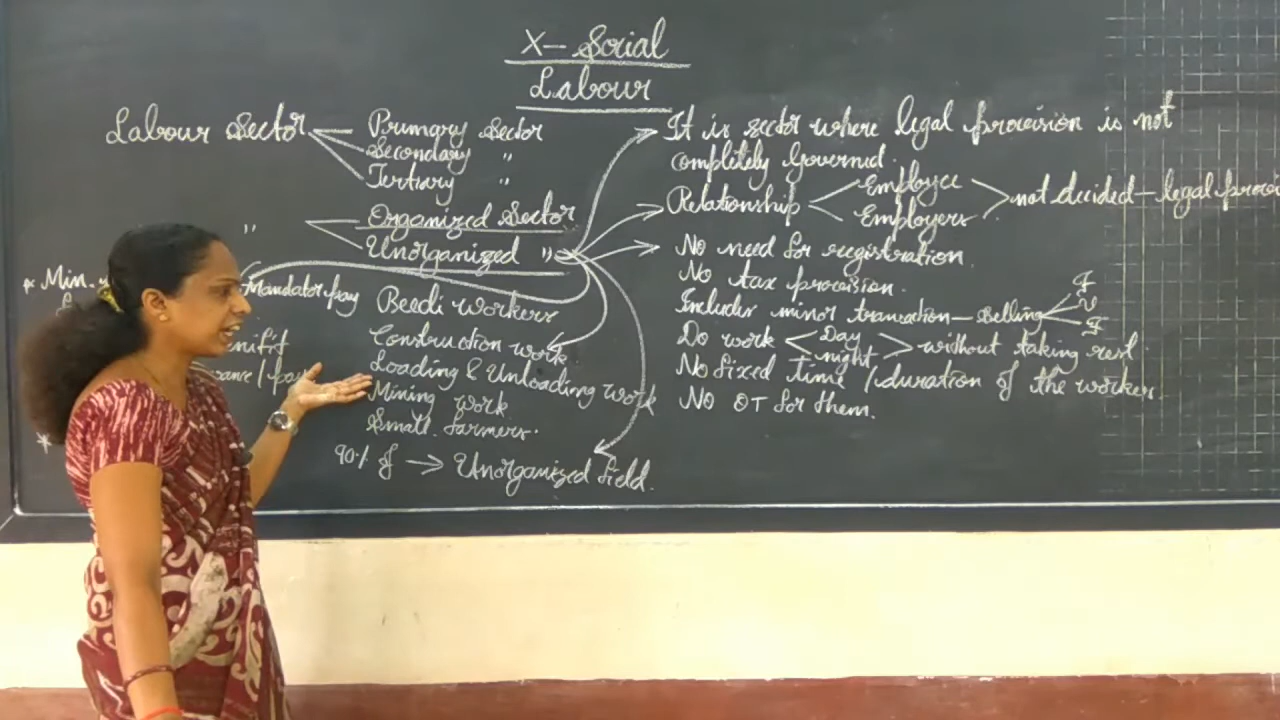 X- Social
Labour
Labour Sector
Primary Sector
Secondary "
Tertiary "
" Organized Sector
Unorganized "
* Min.
Mandator pay
Beedi workers
Construction work
Loading & Unloading work
Mining work
Small farmers.
*
90% of → Unorganized field.
It is sector where legal provision is not
completely Governed.
Relationship Employee Employers not decided - legal
No need for registration
No tax provision.
Includes minor transaction - selling F V F
Do work Day night without taking rest
No fixed time / duration of the workers.
No OT for them.